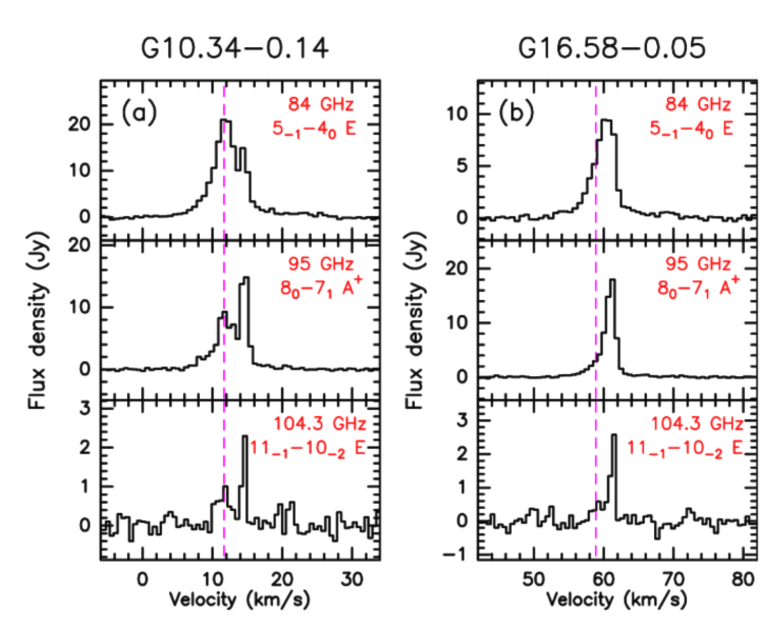 G10.34−0.14 G16.58−0.05
(a) 84 GHz
5₋₁−4₀ E
20
10
0
(b) 84 GHz
5₋₁−4₀ E
10
5
0
95 GHz
8₀−7₁ A⁺
20
10
0
95 GHz
8₀−7₁ A⁺
20
10
0
104.3 GHz
11₋₁−10₋₂ E
3
2
1
0
104.3 GHz
11₋₁−10₋₂ E
3
2
1
0
−1
Flux density (Jy)
Flux density (Jy)
0 10 20 30
50 60 70 80
Velocity (km/s)
Velocity (km/s)